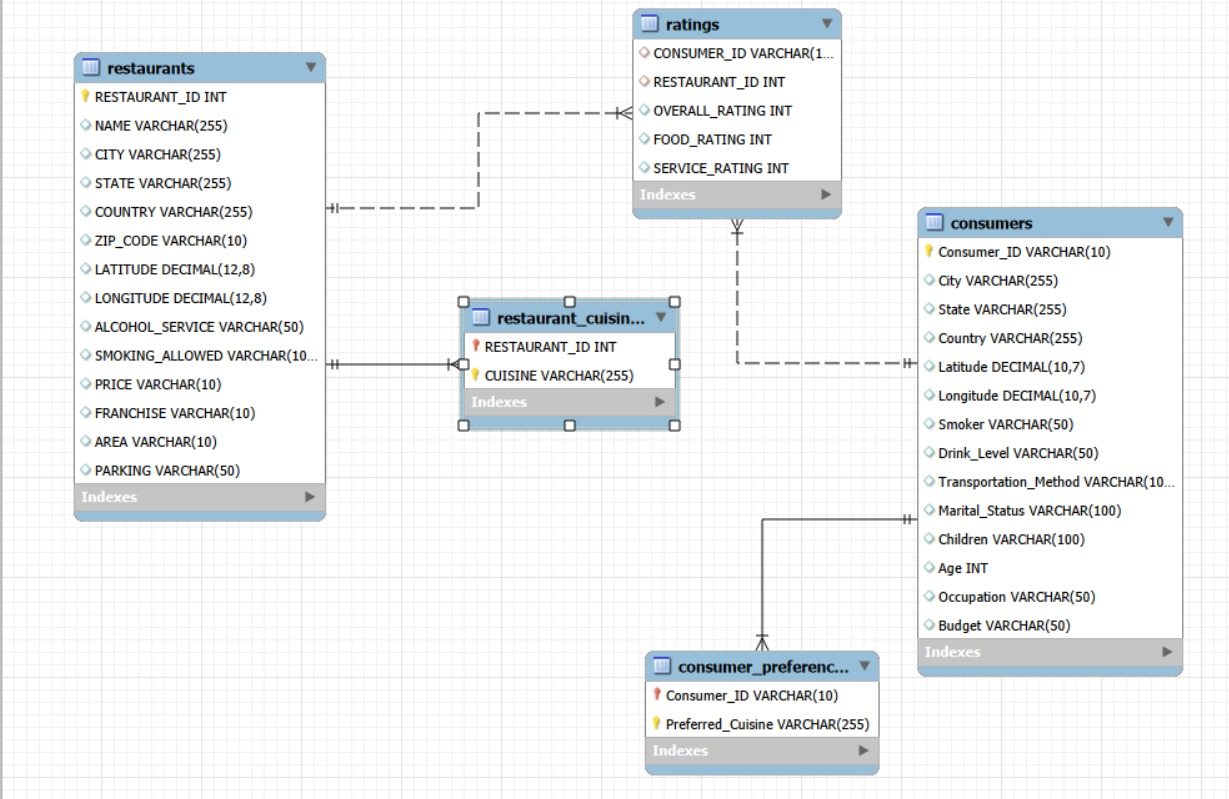 restaurants
RESTAURANT_ID INT
NAME VARCHAR(255)
CITY VARCHAR(255)
STATE VARCHAR(255)
COUNTRY VARCHAR(255)
ZIP_CODE VARCHAR(10)
LATITUDE DECIMAL(12,8)
LONGITUDE DECIMAL(12,8)
ALCOHOL_SERVICE VARCHAR(50)
SMOKING_ALLOWED VARCHAR(10...
PRICE VARCHAR(10)
FRANCHISE VARCHAR(10)
AREA VARCHAR(10)
PARKING VARCHAR(50)
Indexes
ratings
CONSUMER_ID VARCHAR(1...
RESTAURANT_ID INT
OVERALL_RATING INT
FOOD_RATING INT
SERVICE_RATING INT
Indexes
restaurant_cuisin...
RESTAURANT_ID INT
CUISINE VARCHAR(255)
Indexes
consumers
Consumer_ID VARCHAR(10)
City VARCHAR(255)
State VARCHAR(255)
Country VARCHAR(255)
Latitude DECIMAL(10,7)
Longitude DECIMAL(10,7)
Smoker VARCHAR(50)
Drink_Level VARCHAR(50)
Transportation_Method VARCHAR(10...
Marital_Status VARCHAR(100)
Children VARCHAR(100)
Age INT
Occupation VARCHAR(50)
Budget VARCHAR(50)
Indexes
consumer_preferenc...
Consumer_ID VARCHAR(10)
Preferred_Cuisine VARCHAR(255)
Indexes